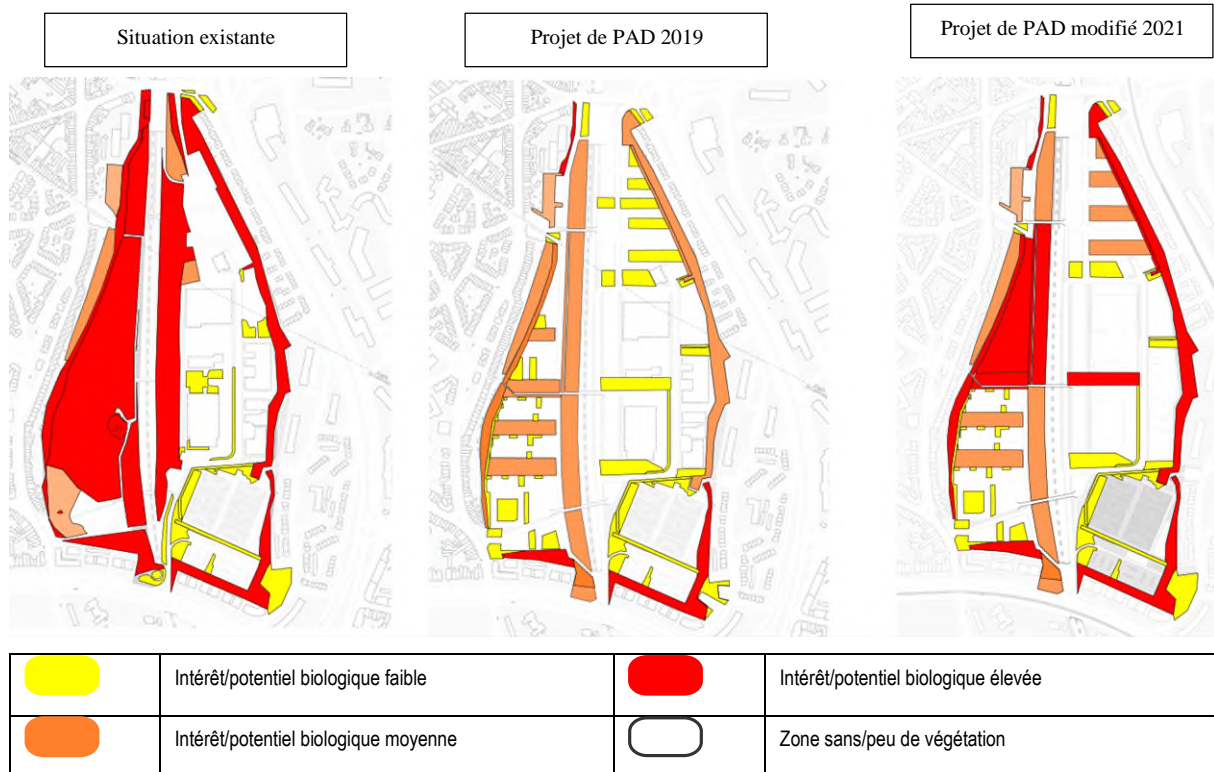 Situation existante
Projet de PAD 2019
Projet de PAD modifié 2021
Intérêt/potentiel biologique faible
Intérêt/potentiel biologique élevée
Intérêt/potentiel biologique moyenne
Zone sans/peu de végétation